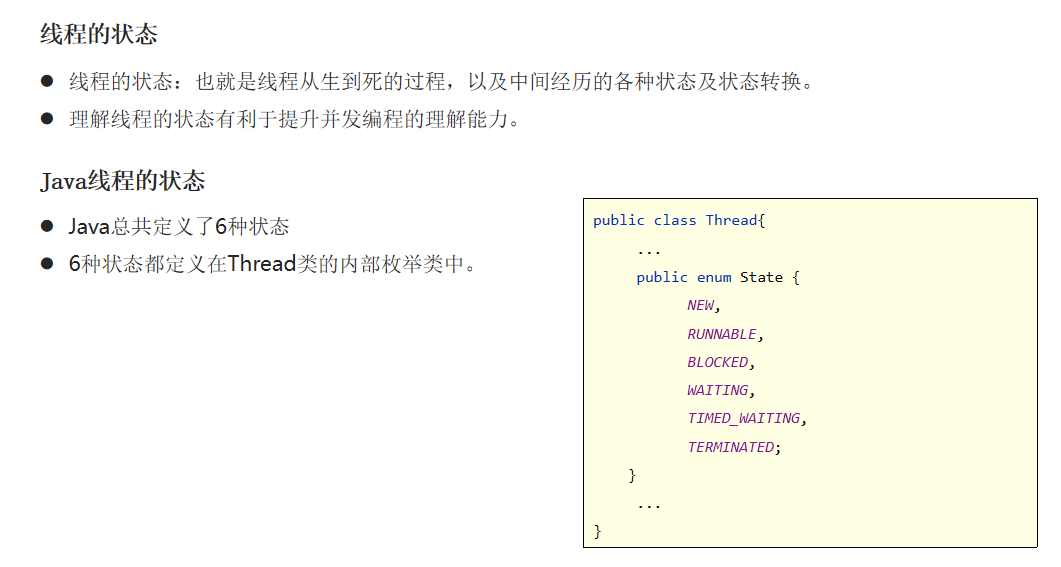 线程的状态
● 线程的状态：也就是线程从生到死的过程，以及中间经历的各种状态及状态转换。
● 理解线程的状态有利于提升并发编程的理解能力。
Java线程的状态
● Java总共定义了6种状态
● 6种状态都定义在Thread类的内部枚举类中。
public class Thread{
...
public enum State {
NEW,
RUNNABLE,
BLOCKED,
WAITING,
TIMED_WAITING,
TERMINATED;
}
...
}